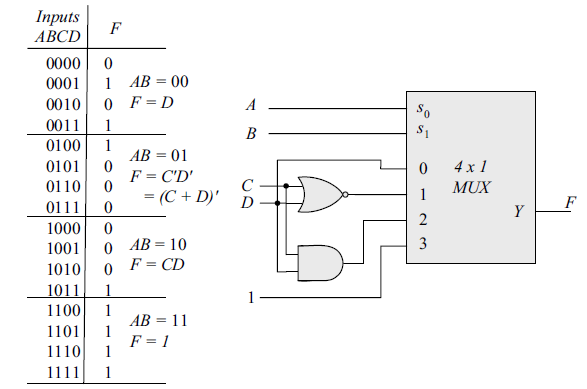 Inputs
ABCD F
0000 0
0001 1 AB = 00
0010 0 F = D
0011 1
0100 1
0101 0 AB = 01
0110 0 F = C'D'
0111 0 = (C + D)'
1000 0
1001 0 AB = 10
1010 0 F = CD
1011 1
1100 1
1101 1 AB = 11
1110 1 F = 1
1111 1
A s0
B s1
0 4 x 1
MUX
C 1
D
2
Y F
3
1